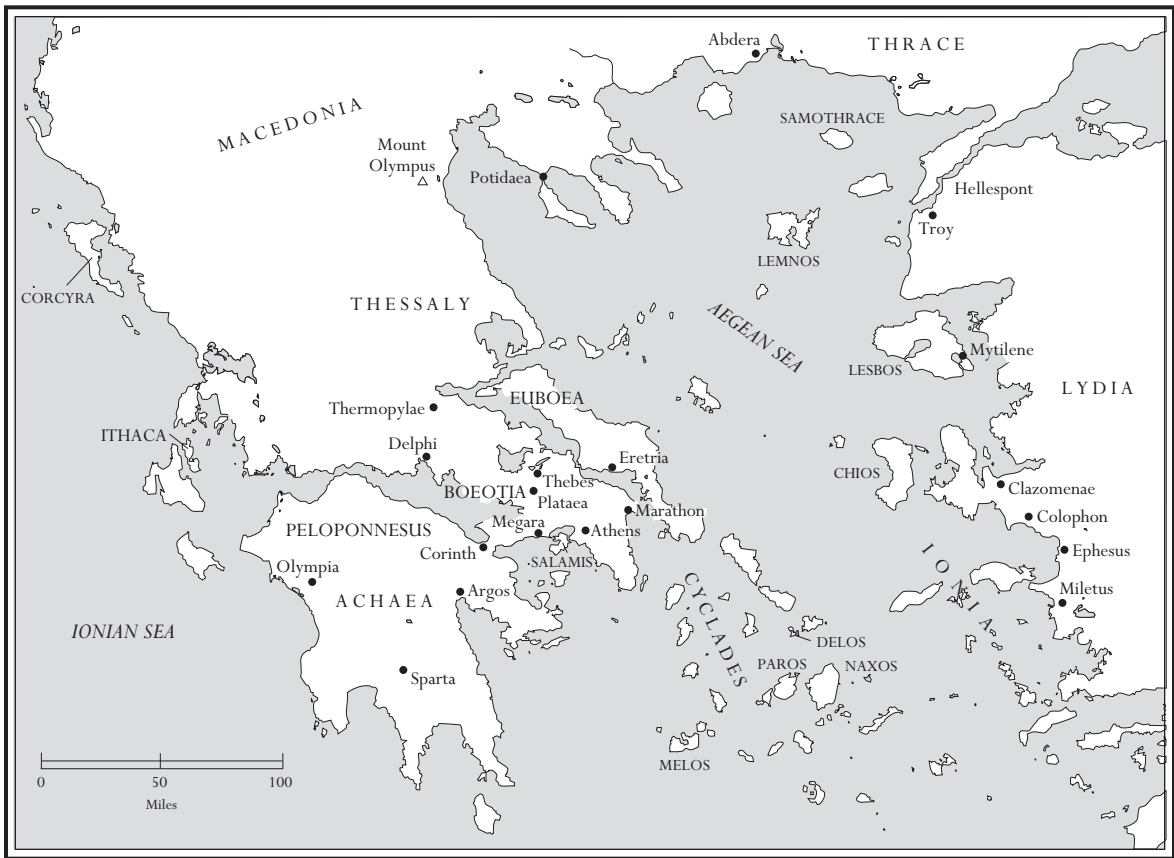 Abdera
THRACE
MACEDONIA
SAMOTHRACE
Mount
Olympus
Potidaea
Hellespont
Troy
LEMNOS
CORCYRA
THESSALY
AEGEAN SEA
Mytilene
LESBOS
LYDIA
EUBOEA
Thermopylae
ITHACA
Delphi
Eretria
CHIOS
Thebes
Clazomenae
BOEOTIA
Plataea
Marathon
Megara
Colophon
PELOPONNESUS
Athens
Corinth
SALAMIS
Ephesus
IONIA
Olympia
CYCLADES
Miletus
ACHAEA
Argos
IONIAN SEA
DELOS
PAROS
NAXOS
Sparta
MELOS
0 50 100
Miles